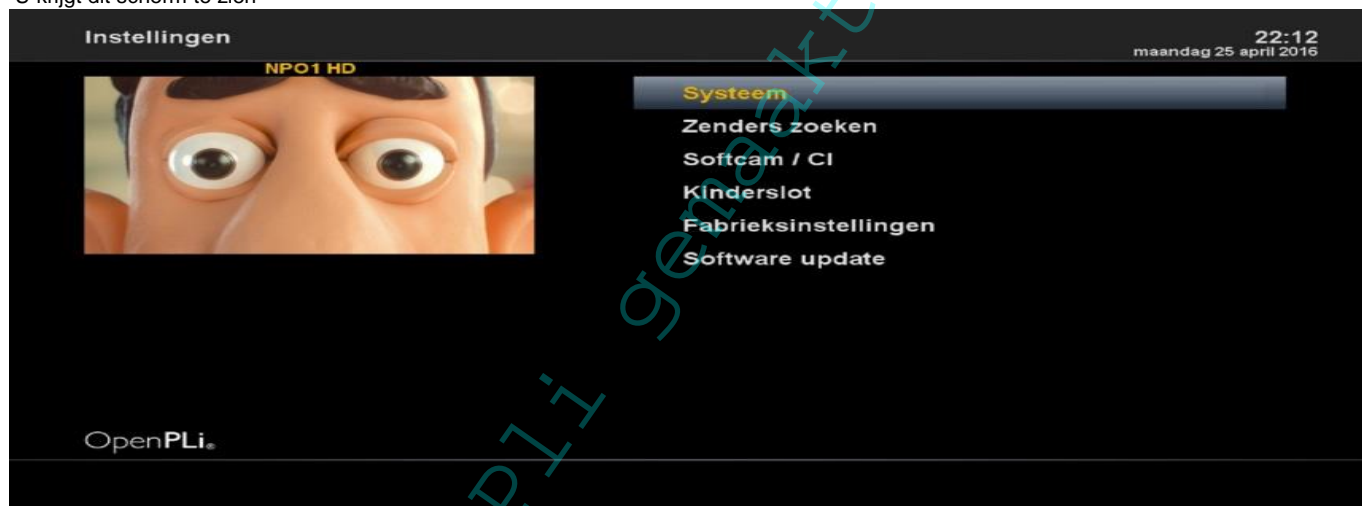 U krijgt dit scherm te zien
Instellingen
22:12
maandag 25 april 2016
NPO1 HD
Systeem
Zenders zoeken
Softcam / CI
Kinderslot
Fabrieksinstellingen
Software update
OpenPLi®
pli gemaakt